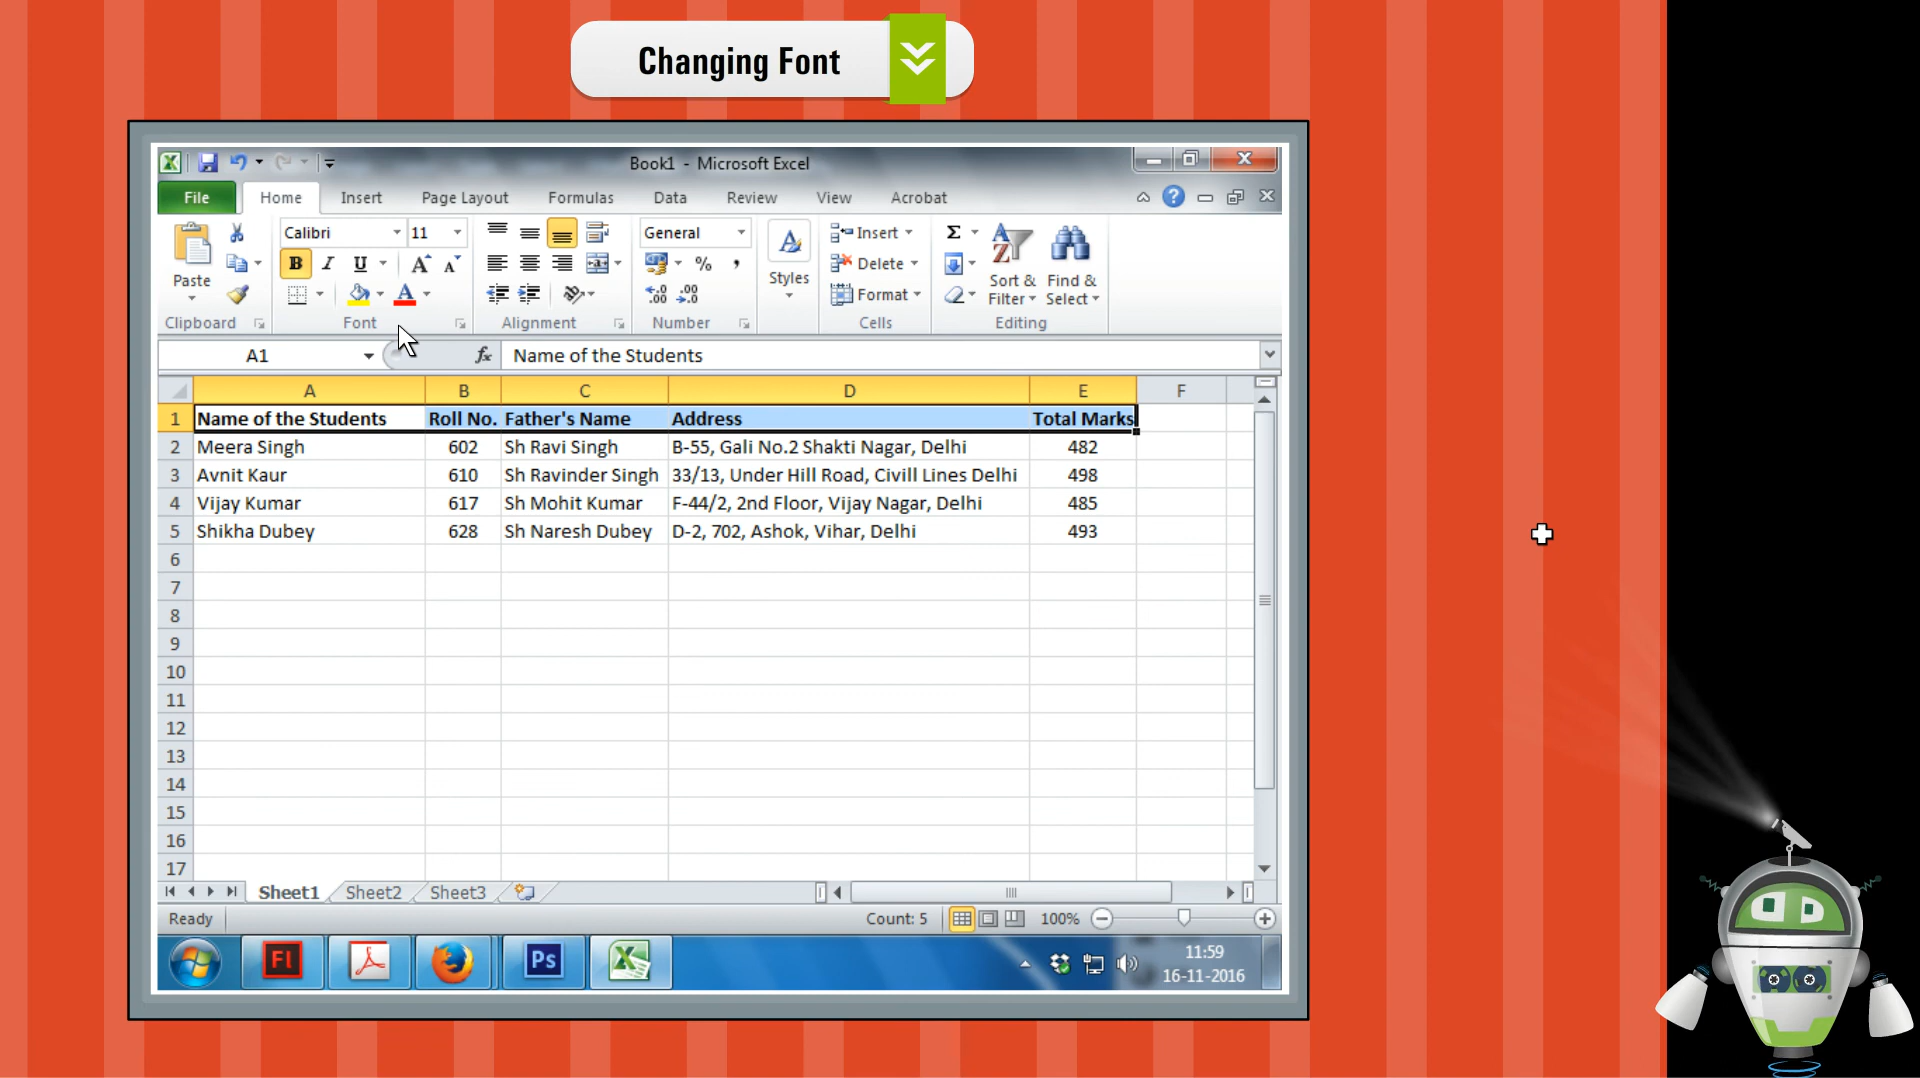 Changing Font
Book1 - Microsoft Excel
File Home Insert Page Layout Formulas Data Review View Acrobat
Calibri 11 General Insert Σ
B I U A A % , Delete
Paste Styles Sort & Filter Find & Select
A .00 .00 Format
Clipboard Font Alignment Number Cells Editing
A1 fx Name of the Students
A B C D E F
1 Name of the Students Roll No. Father's Name Address Total Marks
2 Meera Singh 602 Sh Ravi Singh B-55, Gali No.2 Shakti Nagar, Delhi 482
3 Avnit Kaur 610 Sh Ravinder Singh 33/13, Under Hill Road, Civill Lines Delhi 498
4 Vijay Kumar 617 Sh Mohit Kumar F-44/2, 2nd Floor, Vijay Nagar, Delhi 485
5 Shikha Dubey 628 Sh Naresh Dubey D-2, 702, Ashok, Vihar, Delhi 493
6
7
8
9
10
11
12
13
14
15
16
17
Sheet1 Sheet2 Sheet3
Ready Count: 5 100%
Fl Ps 11:59
16-11-2016